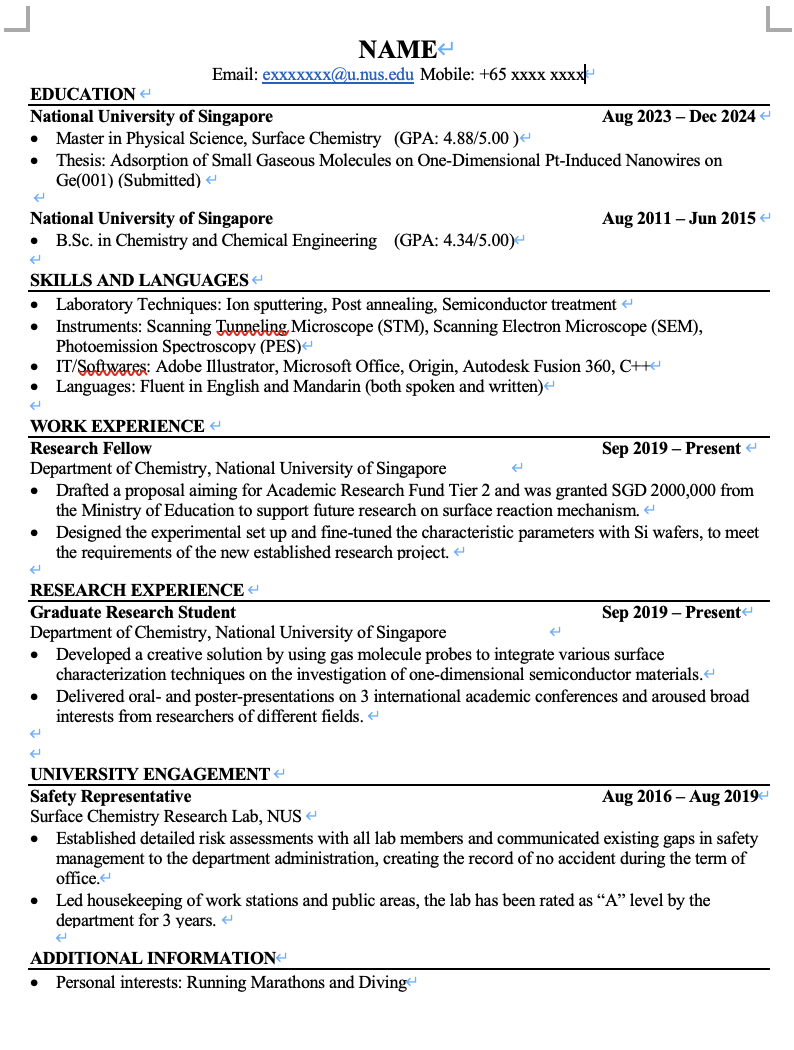 NAME
Email: exxxxxxx@u.nus.edu Mobile: +65 xxxx xxxx
EDUCATION
National University of Singapore Aug 2023 – Dec 2024
• Master in Physical Science, Surface Chemistry (GPA: 4.88/5.00 )
• Thesis: Adsorption of Small Gaseous Molecules on One-Dimensional Pt-Induced Nanowires on
Ge(001) (Submitted)
National University of Singapore Aug 2011 – Jun 2015
• B.Sc. in Chemistry and Chemical Engineering (GPA: 4.34/5.00)
SKILLS AND LANGUAGES
• Laboratory Techniques: Ion sputtering, Post annealing, Semiconductor treatment
• Instruments: Scanning Tunneling Microscope (STM), Scanning Electron Microscope (SEM),
Photoemission Spectroscopy (PES)
• IT/Softwares: Adobe Illustrator, Microsoft Office, Origin, Autodesk Fusion 360, C++
• Languages: Fluent in English and Mandarin (both spoken and written)
WORK EXPERIENCE
Research Fellow Sep 2019 – Present
Department of Chemistry, National University of Singapore
• Drafted a proposal aiming for Academic Research Fund Tier 2 and was granted SGD 2000,000 from
the Ministry of Education to support future research on surface reaction mechanism.
• Designed the experimental set up and fine-tuned the characteristic parameters with Si wafers, to meet
the requirements of the new established research project.
RESEARCH EXPERIENCE
Graduate Research Student Sep 2019 – Present
Department of Chemistry, National University of Singapore
• Developed a creative solution by using gas molecule probes to integrate various surface
characterization techniques on the investigation of one-dimensional semiconductor materials.
• Delivered oral- and poster-presentations on 3 international academic conferences and aroused broad
interests from researchers of different fields.
UNIVERSITY ENGAGEMENT
Safety Representative Aug 2016 – Aug 2019
Surface Chemistry Research Lab, NUS
• Established detailed risk assessments with all lab members and communicated existing gaps in safety
management to the department administration, creating the record of no accident during the term of
office.
• Led housekeeping of work stations and public areas, the lab has been rated as “A” level by the
department for 3 years.
ADDITIONAL INFORMATION
• Personal interests: Running Marathons and Diving